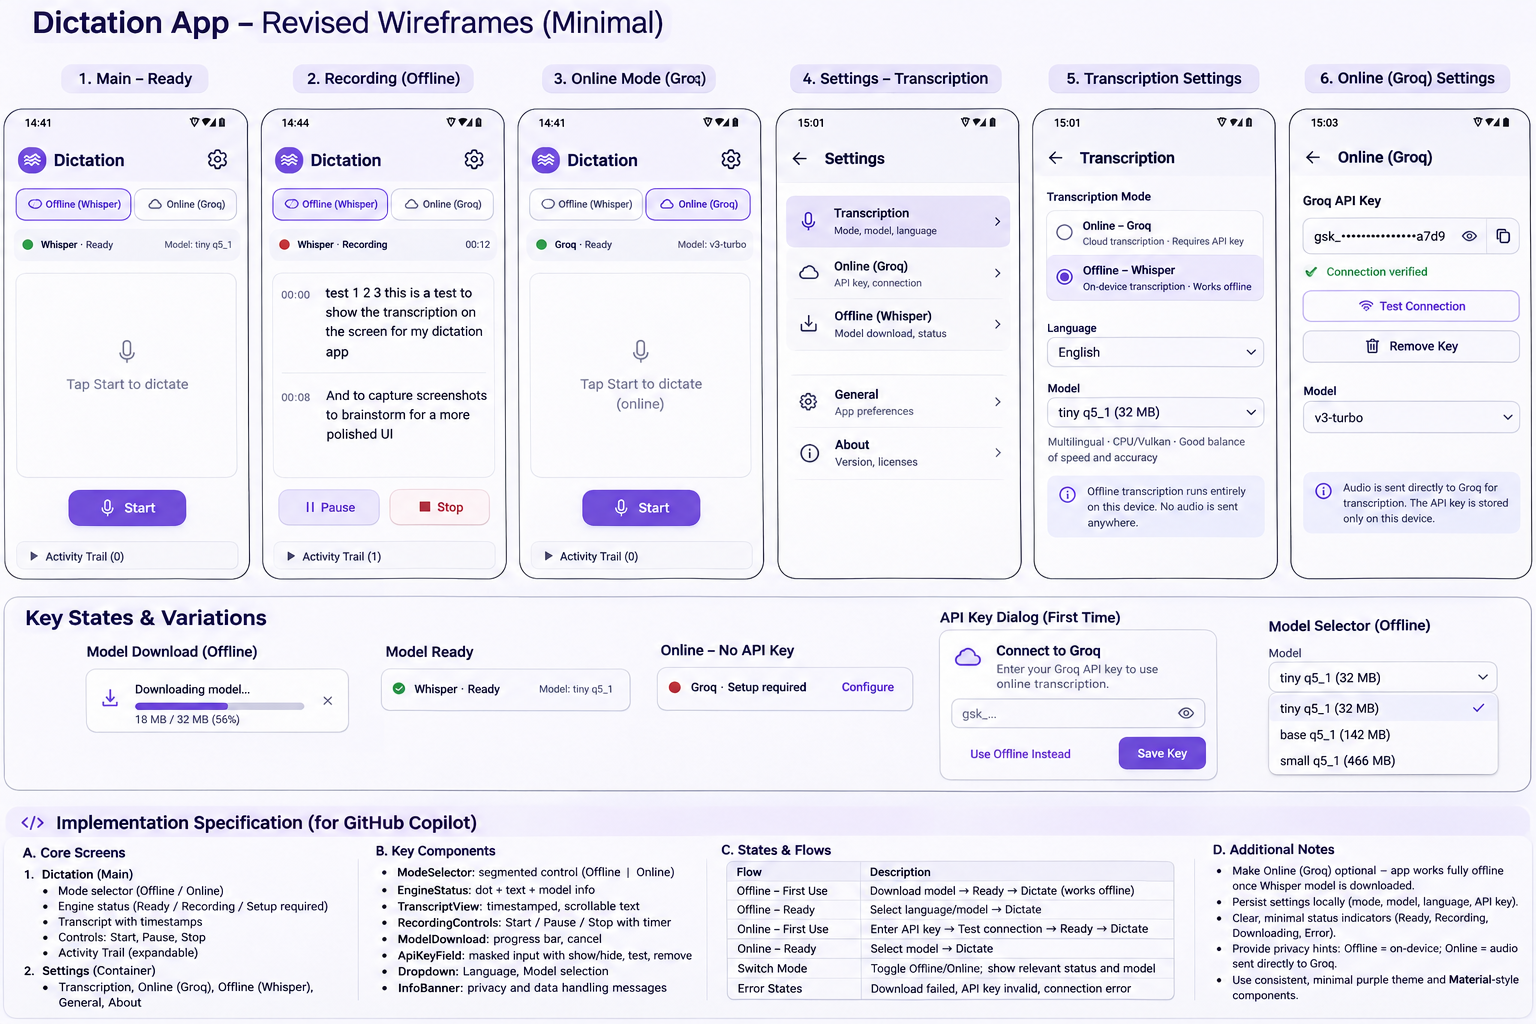 Dictation App – Revised Wireframes (Minimal)
1. Main – Ready
14:41
Dictation
Offline (Whisper)
Online (Groq)
Whisper · Ready
Model: tiny q5_1
Tap Start to dictate
Start
Activity Trail (0)
2. Recording (Offline)
14:44
Dictation
Offline (Whisper)
Online (Groq)
Whisper · Recording
00:12
00:00
test 1 2 3 this is a test to
show the transcription on
the screen for my dictation
app
00:08
And to capture screenshots
to brainstorm for a more
polished UI
Pause
Stop
Activity Trail (1)
3. Online Mode (Groq)
14:41
Dictation
Offline (Whisper)
Online (Groq)
Groq · Ready
Model: v3-turbo
Tap Start to dictate
(online)
Start
Activity Trail (0)
4. Settings – Transcription
15:01
Settings
Transcription
Mode, model, language
Online (Groq)
API key, connection
Offline (Whisper)
Model download, status
General
App preferences
About
Version, licenses
5. Transcription Settings
15:01
Transcription
Transcription Mode
Online – Groq
Cloud transcription · Requires API key
Offline – Whisper
On-device transcription · Works offline
Language
English
Model
tiny q5_1 (32 MB)
Multilingual · CPU/Vulkan · Good balance
of speed and accuracy
Offline transcription runs entirely
on this device. No audio is sent
anywhere.
6. Online (Groq) Settings
15:03
Online (Groq)
Groq API Key
gsk_•••••••••••••••a7d9
Connection verified
Test Connection
Remove Key
Model
v3-turbo
Audio is sent directly to Groq for
transcription. The API key is stored
only on this device.
Key States & Variations
Model Download (Offline)
Downloading model...
18 MB / 32 MB (56%)
Model Ready
Whisper · Ready
Model: tiny q5_1
Online – No API Key
Groq · Setup required
Configure
API Key Dialog (First Time)
Connect to Groq
Enter your Groq API key to use
online transcription.
gsk_...
Use Offline Instead
Save Key
Model Selector (Offline)
Model
tiny q5_1 (32 MB)
tiny q5_1 (32 MB)
base q5_1 (142 MB)
small q5_1 (466 MB)
</> Implementation Specification (for GitHub Copilot)
A. Core Screens
1. Dictation (Main)
• Mode selector (Offline / Online)
• Engine status (Ready / Recording / Setup required)
• Transcript with timestamps
• Controls: Start, Pause, Stop
• Activity Trail (expandable)
2. Settings (Container)
• Transcription, Online (Groq), Offline (Whisper),
General, About
B. Key Components
• ModeSelector: segmented control (Offline | Online)
• EngineStatus: dot + text + model info
• TranscriptView: timestamped, scrollable text
• RecordingControls: Start / Pause / Stop with timer
• ModelDownload: progress bar, cancel
• ApiKeyField: masked input with show/hide, test, remove
• Dropdown: Language, Model selection
• InfoBanner: privacy and data handling messages
C. States & Flows
Flow Description
Offline – First Use Download model → Ready → Dictate (works offline)
Offline – Ready Select language/model → Dictate
Online – First Use Enter API key → Test connection → Ready → Dictate
Online – Ready Select model → Dictate
Switch Mode Toggle Offline/Online; show relevant status and model
Error States Download failed, API key invalid, connection error
D. Additional Notes
• Make Online (Groq) optional – app works fully offline
once Whisper model is downloaded.
• Persist settings locally (mode, model, language, API key).
• Clear, minimal status indicators (Ready, Recording,
Downloading, Error).
• Provide privacy hints: Offline = on-device; Online = audio
sent directly to Groq.
• Use consistent, minimal purple theme and Material-style
components.